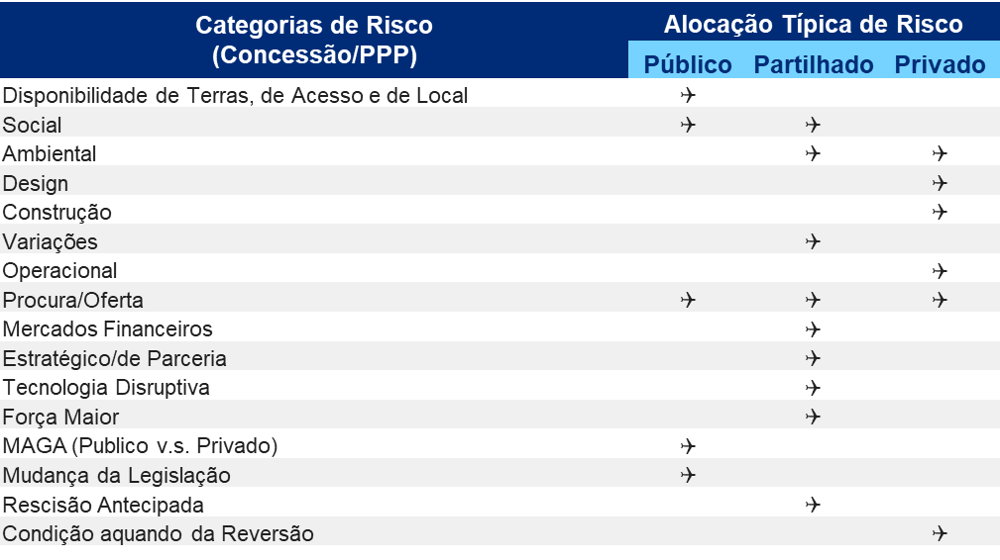 Categorias de Risco
(Concessão/PPP)
Alocação Típica de Risco
Público Partilhado Privado
Disponibilidade de Terras, de Acesso e de Local ✈
Social ✈ ✈
Ambiental ✈ ✈
Design ✈
Construção ✈
Variações ✈
Operacional ✈
Procura/Oferta ✈ ✈ ✈
Mercados Financeiros ✈
Estratégico/de Parceria ✈
Tecnologia Disruptiva ✈
Força Maior ✈
MAGA (Publico v.s. Privado) ✈
Mudança da Legislação ✈
Rescisão Antecipada ✈
Condição aquando da Reversão ✈